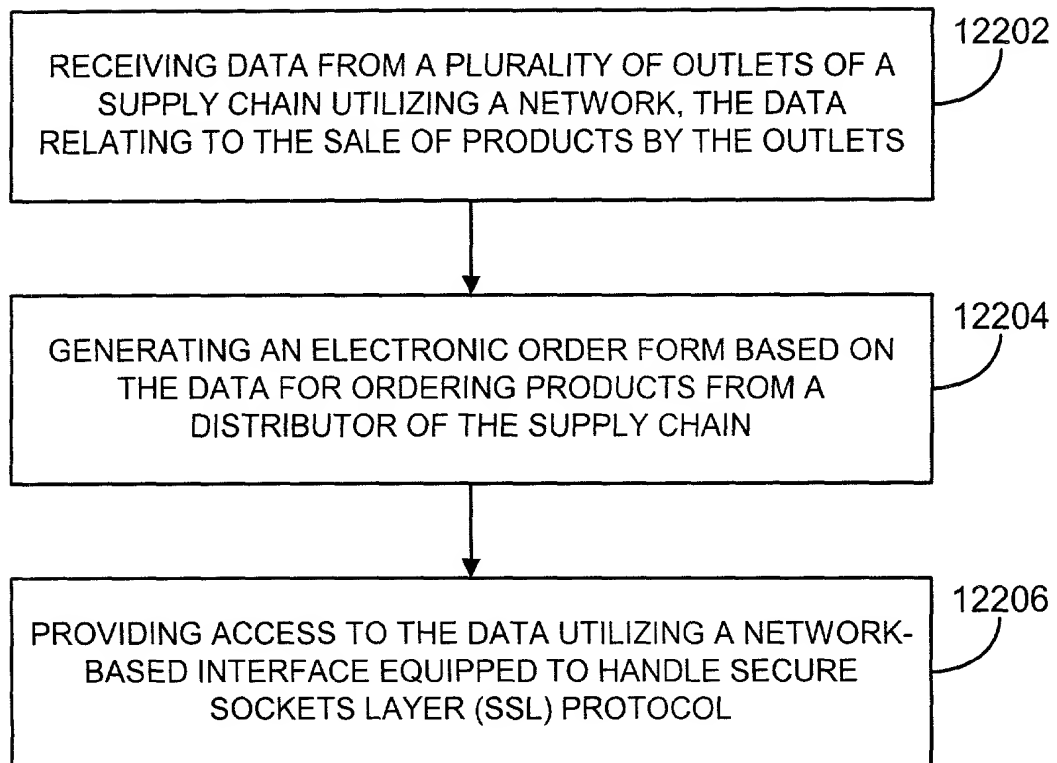 12202
RECEIVING DATA FROM A PLURALITY OF OUTLETS OF A
SUPPLY CHAIN UTILIZING A NETWORK, THE DATA
RELATING TO THE SALE OF PRODUCTS BY THE OUTLETS
12204
GENERATING AN ELECTRONIC ORDER FORM BASED ON
THE DATA FOR ORDERING PRODUCTS FROM A
DISTRIBUTOR OF THE SUPPLY CHAIN
12206
PROVIDING ACCESS TO THE DATA UTILIZING A NETWORK-
BASED INTERFACE EQUIPPED TO HANDLE SECURE
SOCKETS LAYER (SSL) PROTOCOL